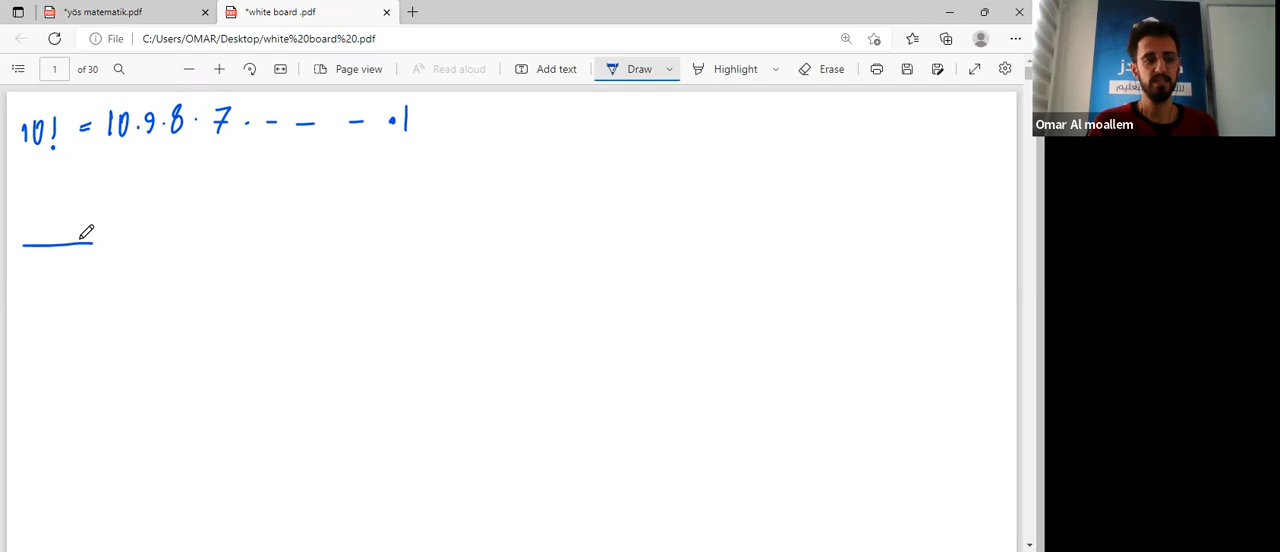 *yös matematik.pdf
*white board .pdf
File
C:/Users/OMAR/Desktop/white%20board%20.pdf
1 of 30
Page view
Read aloud
Add text
Draw
Highlight
Erase
10! = 10.9.8.7.-- - .1
Omar Al moallem